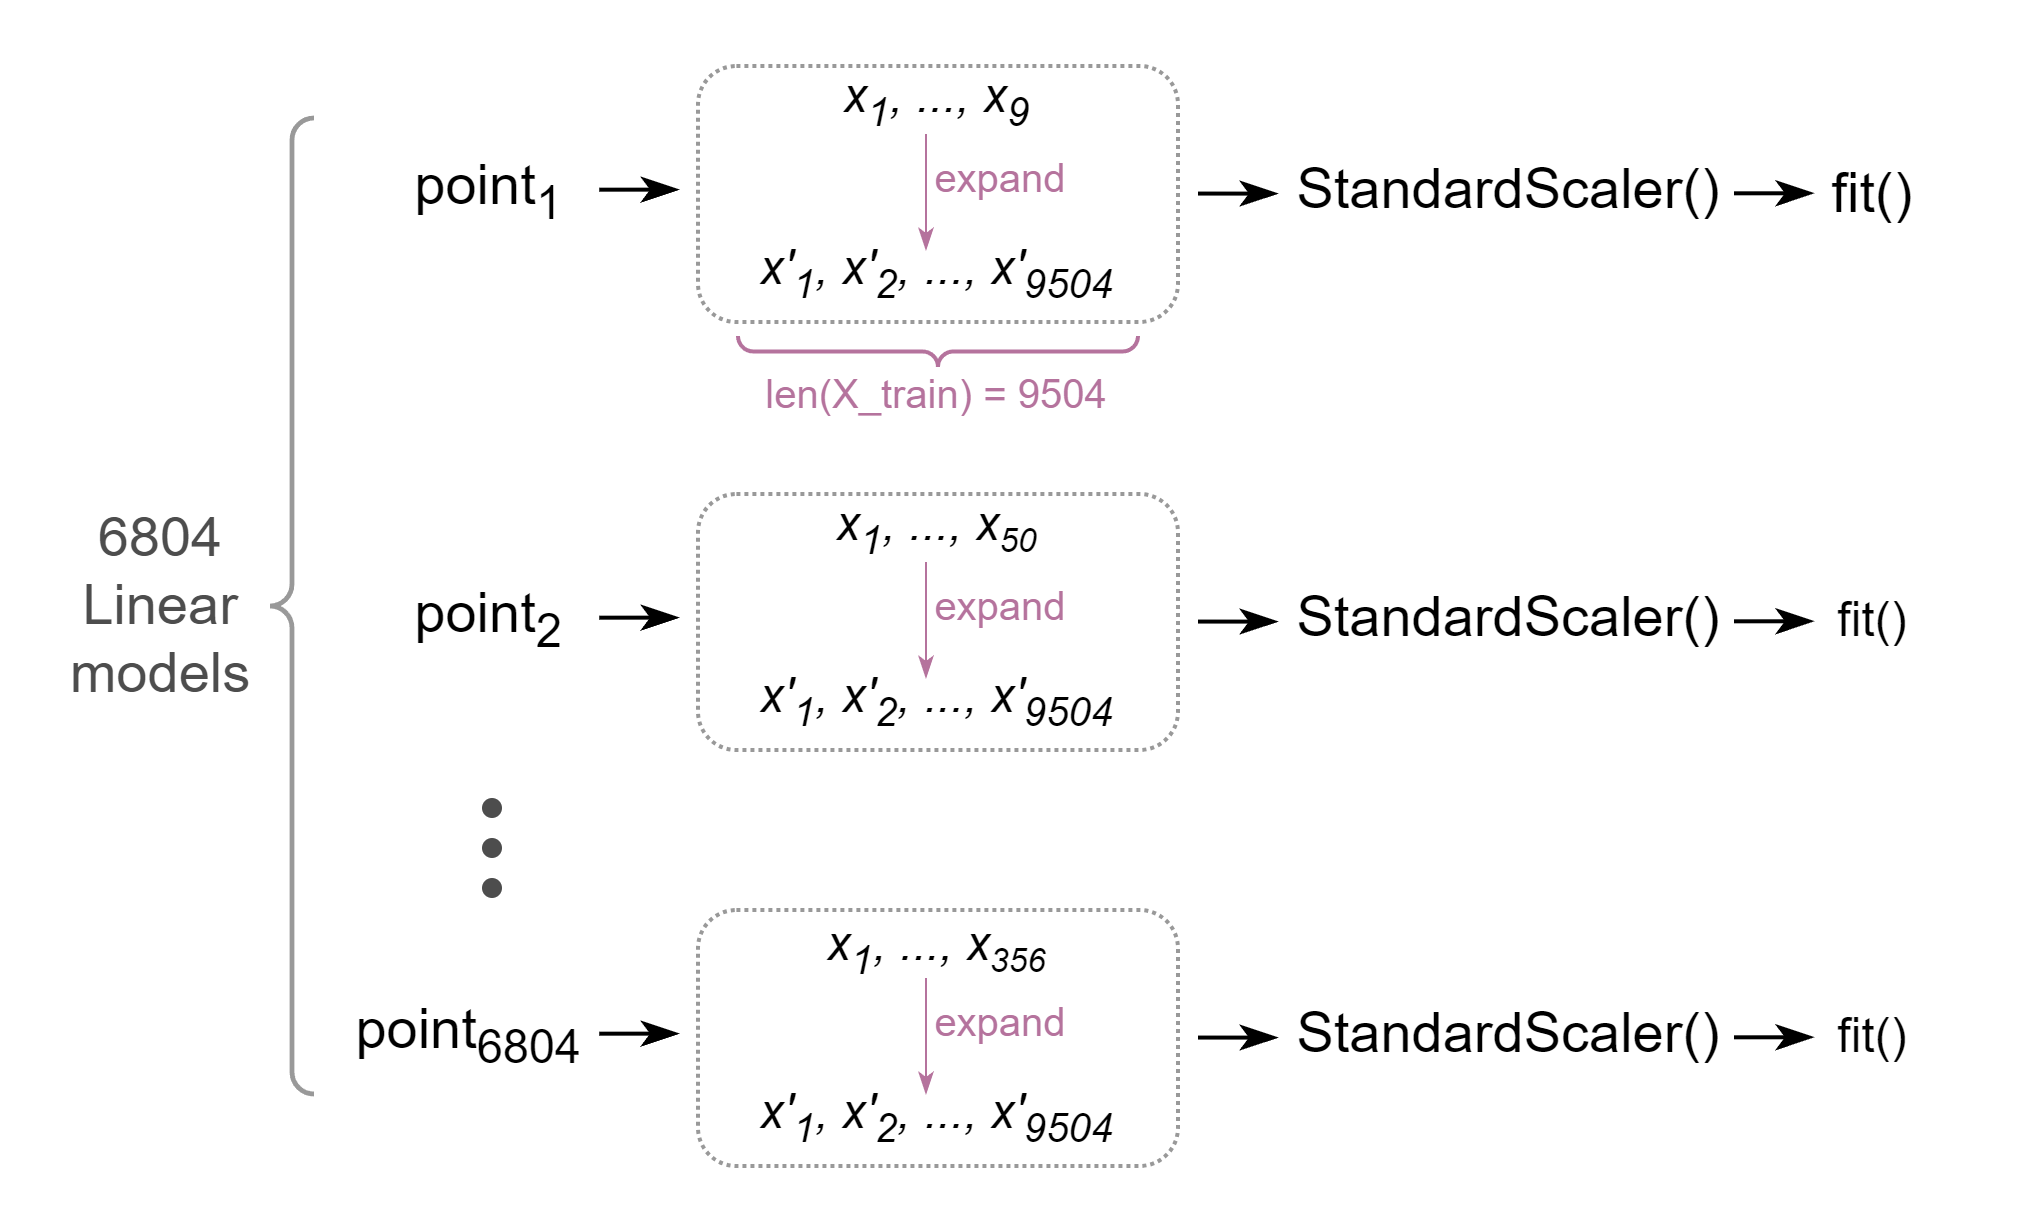 6804
Linear
models
point1
x1, ..., x9
expand
x'1, x'2, ..., x'9504
StandardScaler()
fit()
len(X_train) = 9504
point2
x1, ..., x50
expand
x'1, x'2, ..., x'9504
StandardScaler()
fit()
point6804
x1, ..., x356
expand
x'1, x'2, ..., x'9504
StandardScaler()
fit()